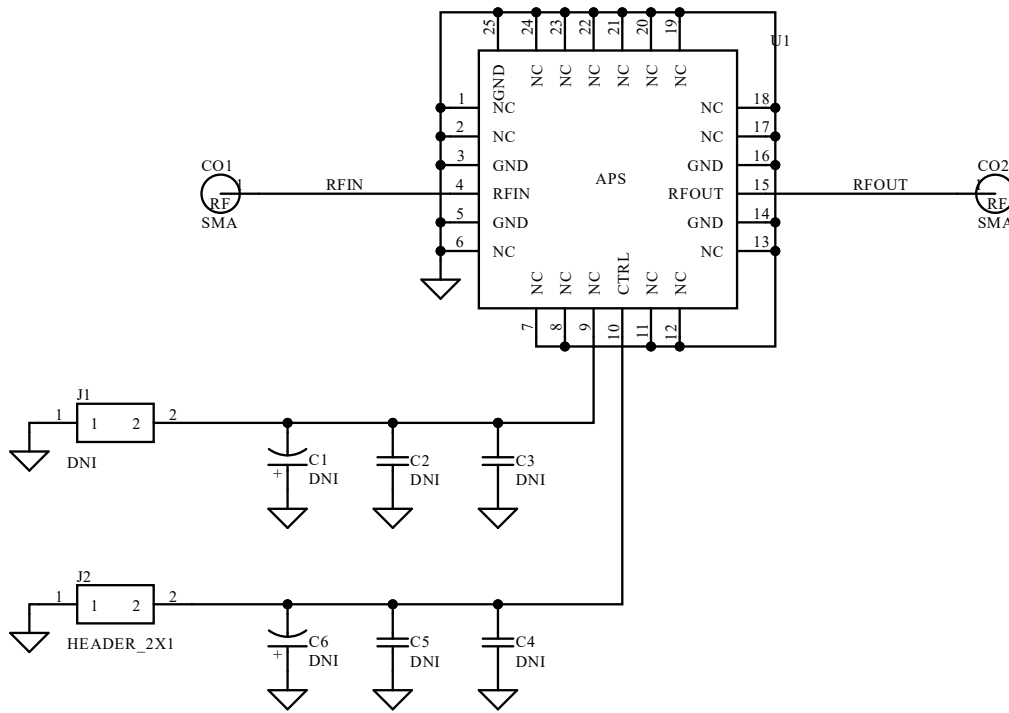 25 24 23 22 21 20 19
U1
GND NC NC NC NC NC NC
1 NC NC 18
2 NC NC 17
3 GND GND 16
CO1 CO2
APS
1 RFIN 4 RFIN RFOUT 15 RFOUT 1
RF RF
SMA SMA
5 GND GND 14
6 NC NC 13
NC NC NC CTRL NC NC
7 8 9 10 11 12
J1
1 1 2 2
DNI
C1 C2 C3
+ DNI DNI DNI
J2
1 1 2 2
HEADER_2X1
C6 C5 C4
+ DNI DNI DNI